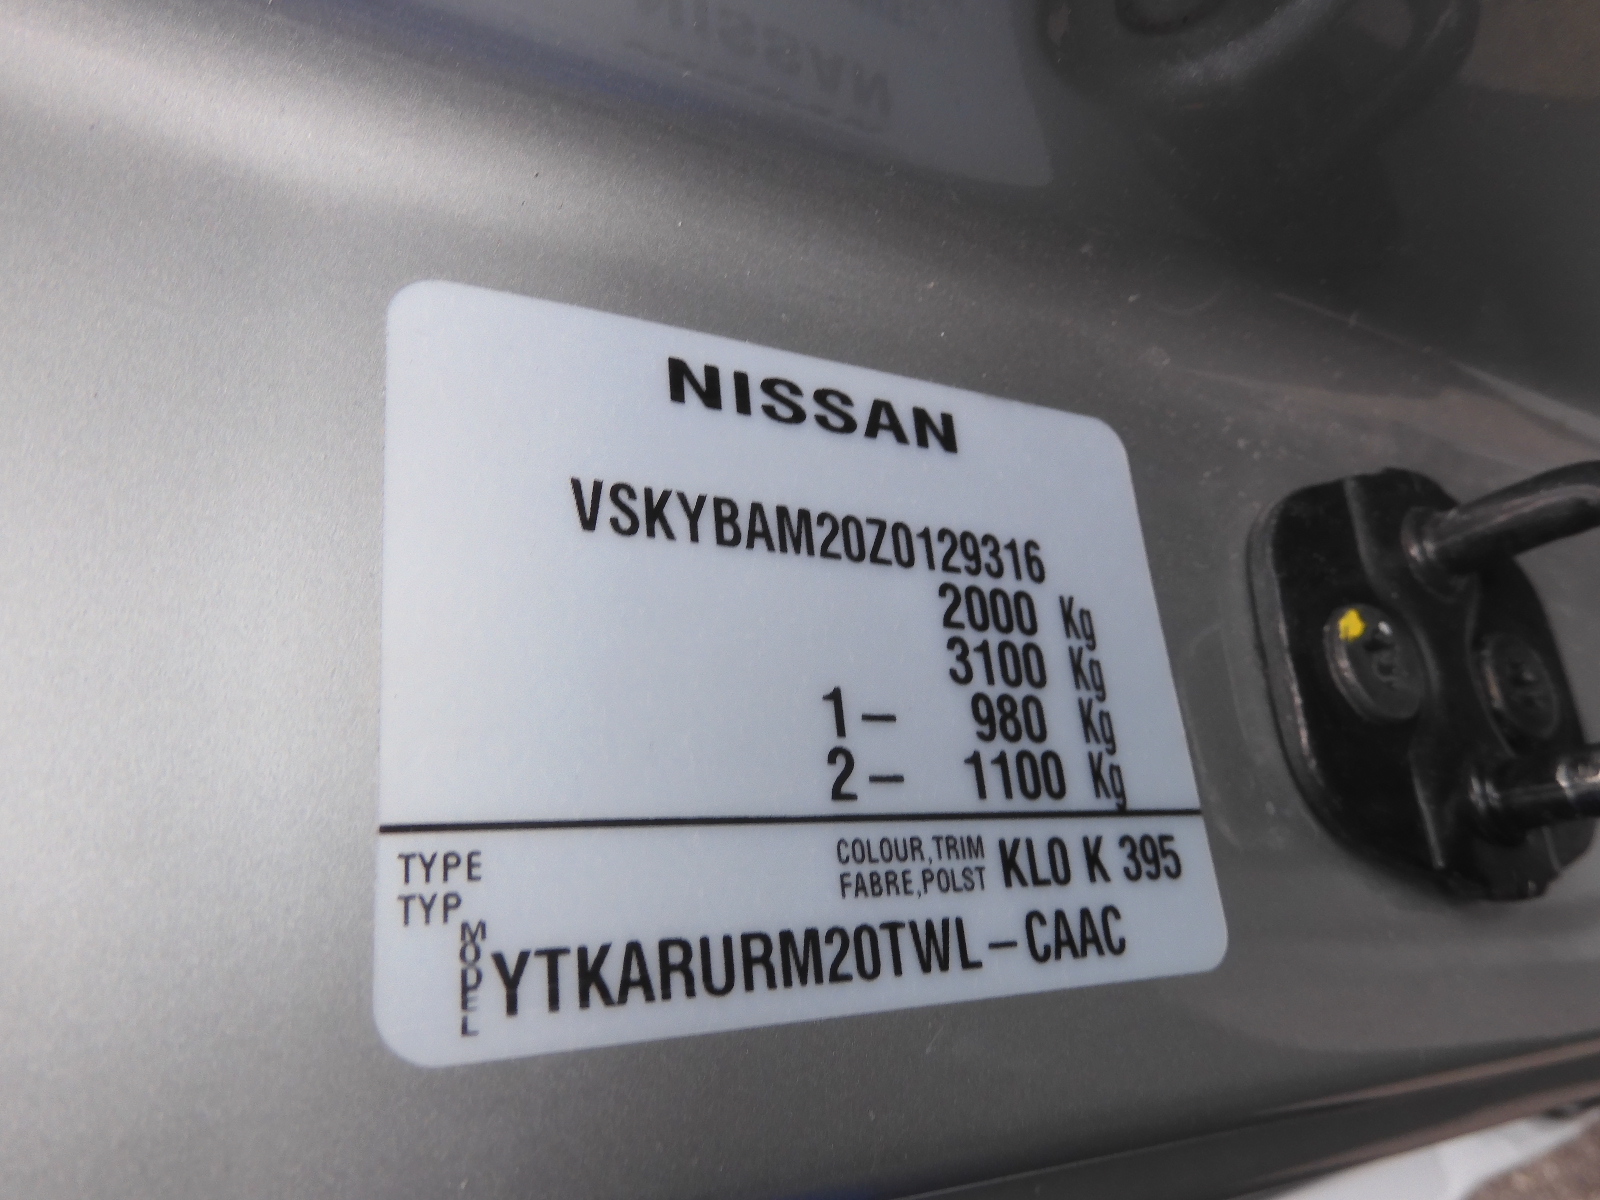 NISSAN
VSKYBAM20Z0129316
2000 Kg
3100 Kg
1– 980 Kg
2– 1100 Kg
TYPE
TYP
MODEL
COLOUR,TRIM
FABRE,POLST
KL0 K 395
YTKARURM20TWL–CAAC